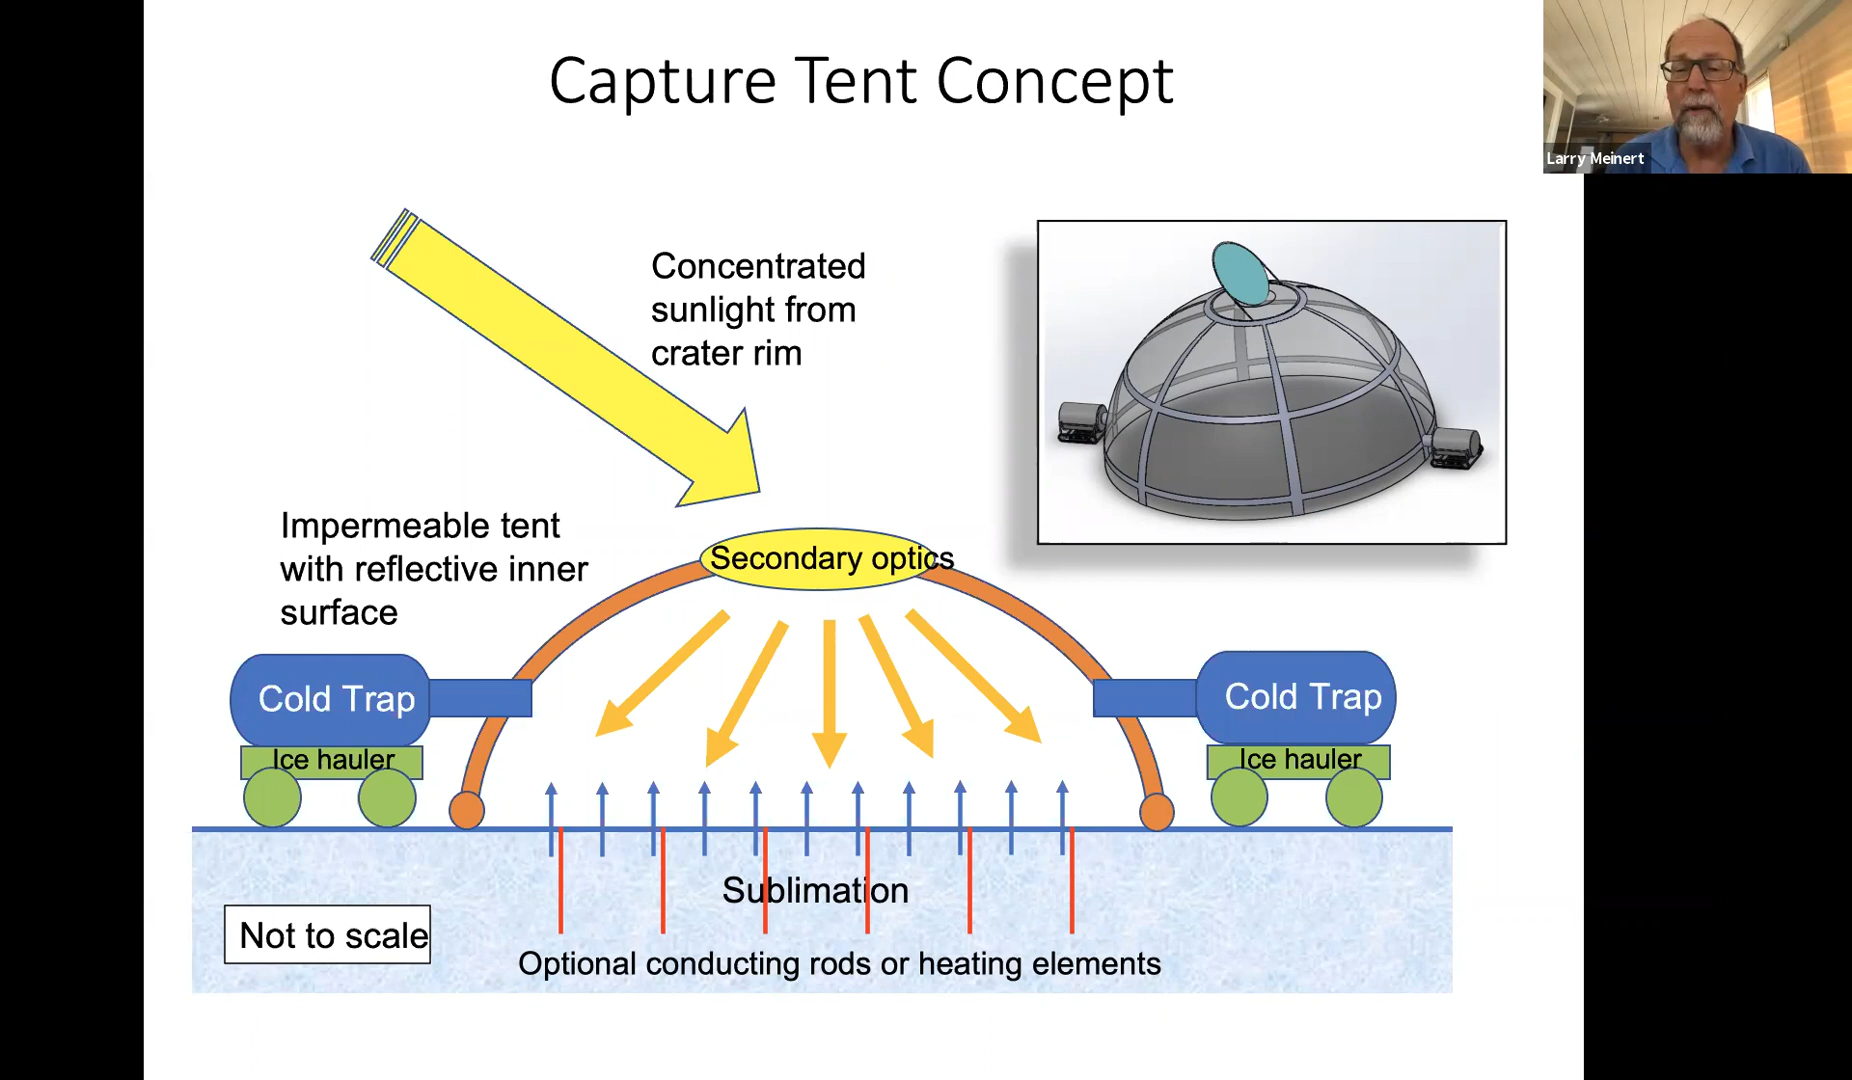 Capture Tent Concept
Larry Meinert
Concentrated
sunlight from
crater rim
Impermeable tent
with reflective inner
surface
Secondary optics
Cold Trap
Cold Trap
Ice hauler
Ice hauler
Sublimation
Not to scale
Optional conducting rods or heating elements